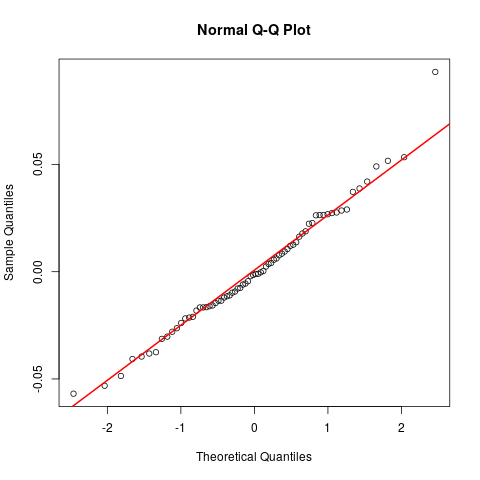 Normal Q-Q Plot
Sample Quantiles
0.05
0.00
-0.05
-2 -1 0 1 2
Theoretical Quantiles